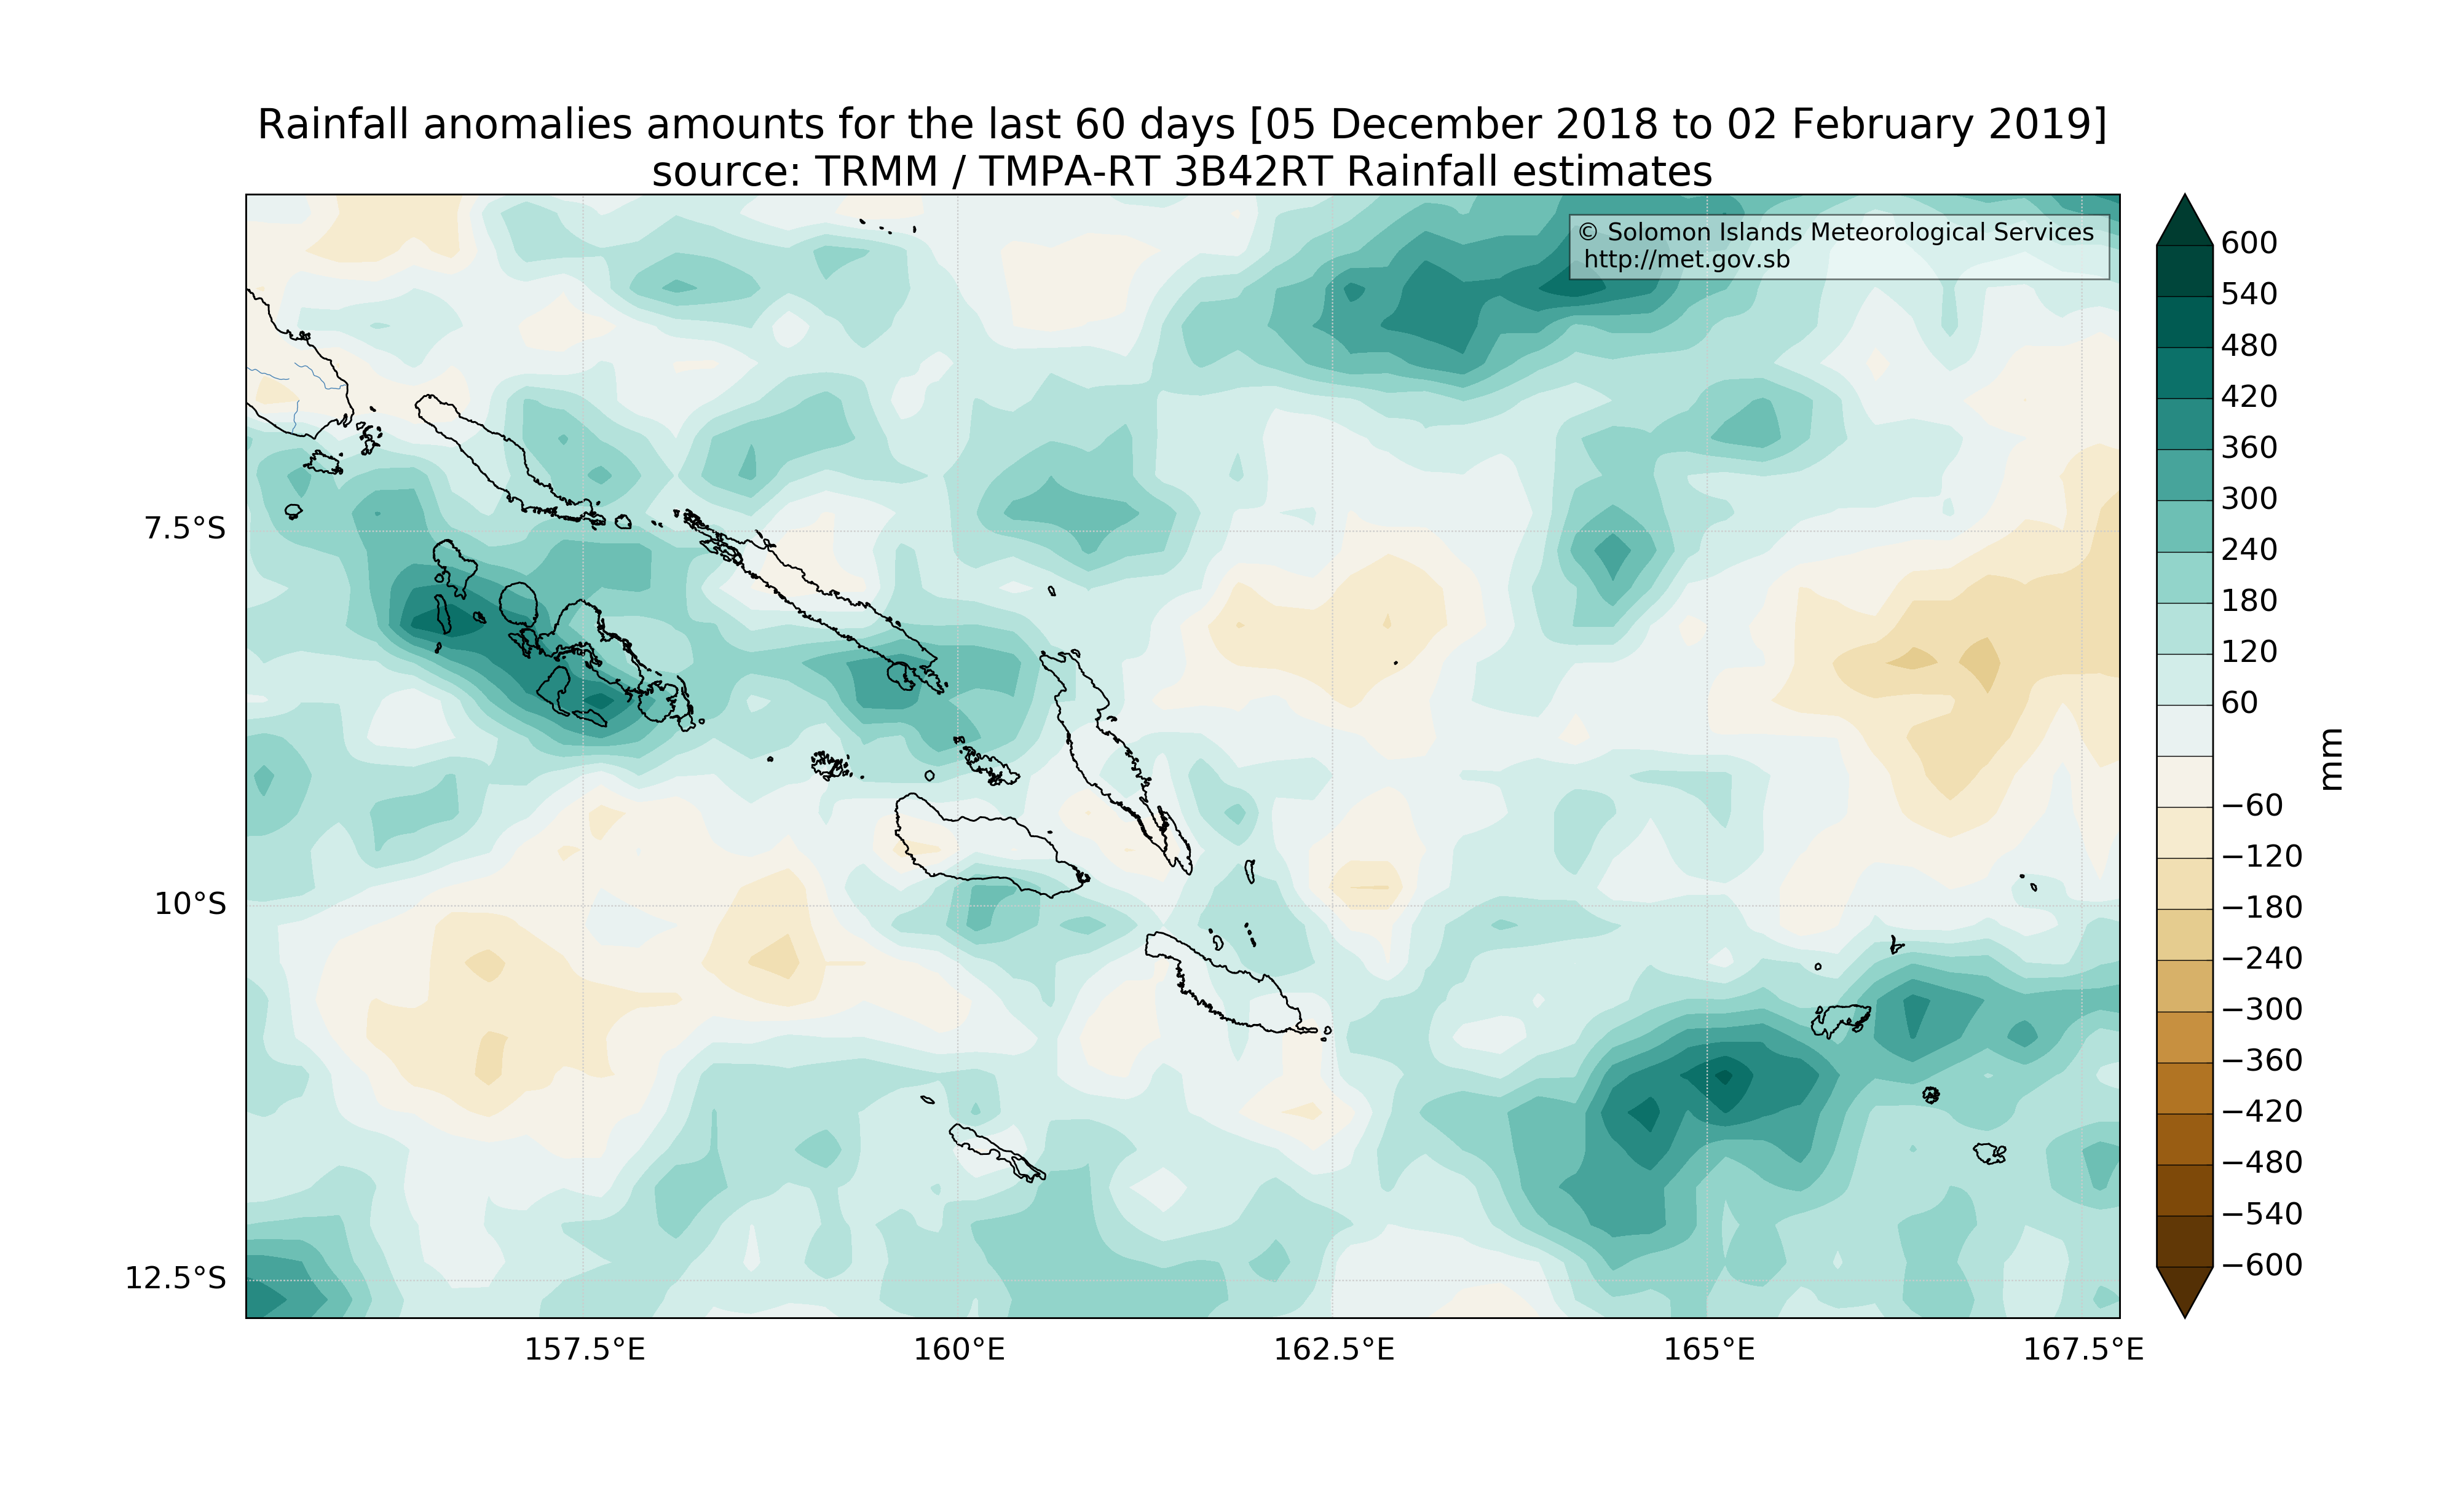 Rainfall anomalies amounts for the last 60 days [05 December 2018 to 02 February 2019]
source: TRMM / TMPA-RT 3B42RT Rainfall estimates
© Solomon Islands Meteorological Services
http://met.gov.sb
7.5°S
10°S
12.5°S
157.5°E
160°E
162.5°E
165°E
167.5°E
600
540
480
420
360
300
240
180
120
60
−60
−120
−180
−240
−300
−360
−420
−480
−540
−600
mm